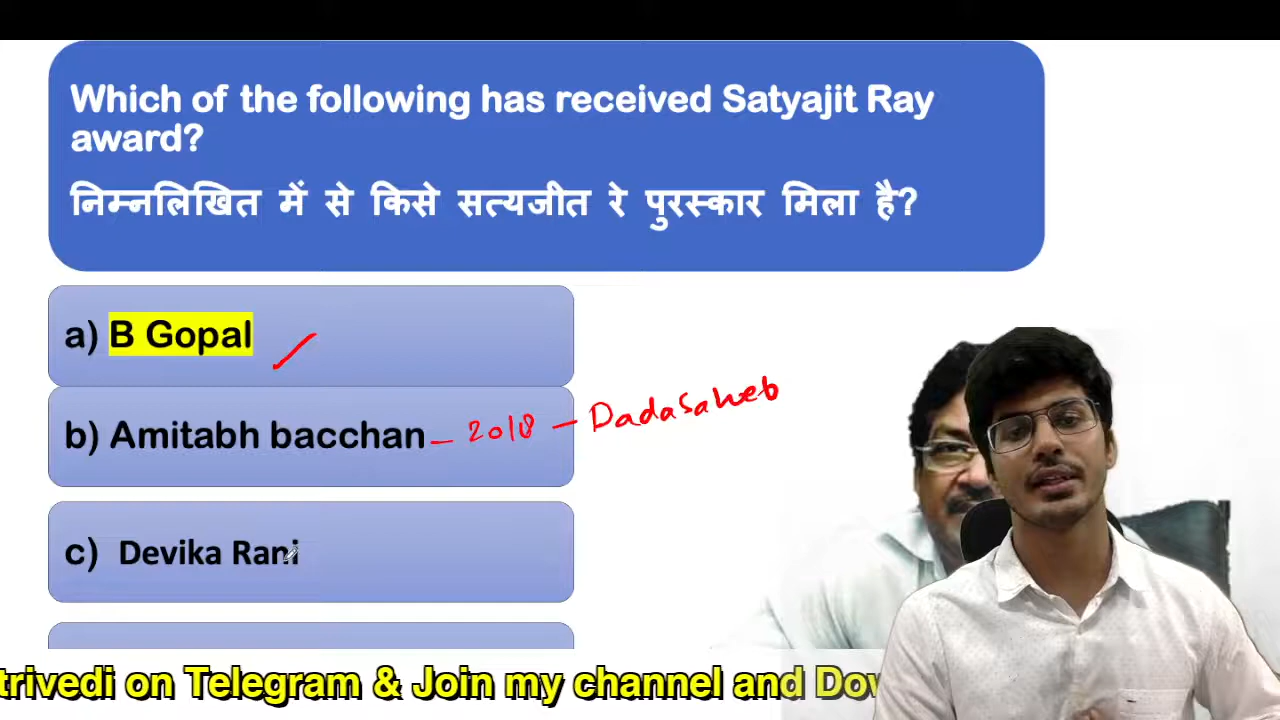 Which of the following has received Satyajit Ray
award?
निम्नलिखित में से किसे सत्यजीत रे पुरस्कार मिला है?
a) B Gopal
b) Amitabh bacchan – 2018 – Dadasaheb
c) Devika Rani
trivedi on Telegram & Join my channel and Dow